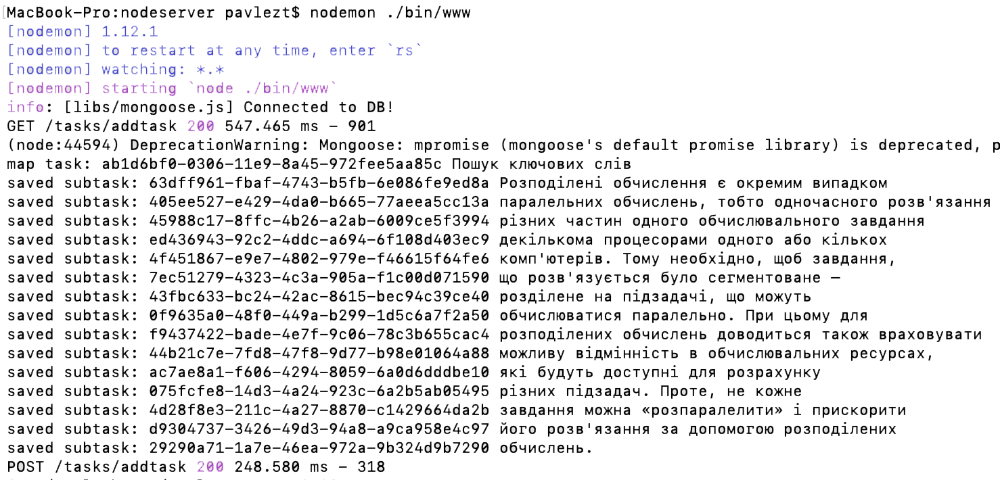 MacBook-Pro:nodeserver pavlezt$ nodemon ./bin/www
[nodemon] 1.12.1
[nodemon] to restart at any time, enter `rs`
[nodemon] watching: *.*
[nodemon] starting `node ./bin/www`
info: [libs/mongoose.js] Connected to DB!
GET /tasks/addtask 200 547.465 ms - 901
(node:44594) DeprecationWarning: Mongoose: mpromise (mongoose's default promise library) is deprecated, p
map task: ab1d6bf0-0306-11e9-8a45-972fee5aa85c Пошук ключових слів
saved subtask: 63dff961-fbaf-4743-b5fb-6e086fe9ed8a Розподілені обчислення є окремим випадком
saved subtask: 405ee527-e429-4da0-b665-77aeea5cc13a паралельних обчислень, тобто одночасного розв'язання
saved subtask: 45988c17-8ffc-4b26-a2ab-6009ce5f3994 різних частин одного обчислювального завдання
saved subtask: ed436943-92c2-4ddc-a694-6f108d403ec9 декількома процесорами одного або кількох
saved subtask: 4f451867-e9e7-4802-979e-f46615f64fe6 комп'ютерів. Тому необхідно, щоб завдання,
saved subtask: 7ec51279-4323-4c3a-905a-f1c00d071590 що розв'язується було сегментоване —
saved subtask: 43fbc633-bc24-42ac-8615-bec94c39ce40 розділене на підзадачі, що можуть
saved subtask: 0f9635a0-48f0-449a-b299-1d5c6a7f2a50 обчислюватися паралельно. При цьому для
saved subtask: f9437422-bade-4e7f-9c06-78c3b655cac4 розподілених обчислень доводиться також враховувати
saved subtask: 44b21c7e-7fd8-47f8-9d77-b98e01064a88 можливу відмінність в обчислювальних ресурсах,
saved subtask: ac7ae8a1-f606-4294-8059-6a0d6dddbe10 які будуть доступні для розрахунку
saved subtask: 075fcfe8-14d3-4a24-923c-6a2b5ab05495 різних підзадач. Проте, не кожне
saved subtask: 4d28f8e3-211c-4a27-8870-c1429664da2b завдання можна «розпаралелити» і прискорити
saved subtask: d9304737-3426-49d3-94a8-a9ca958e4c97 його розв'язання за допомогою розподілених
saved subtask: 29290a71-1a7e-46ea-972a-9b324d9b7290 обчислень.
POST /tasks/addtask 200 248.580 ms - 318